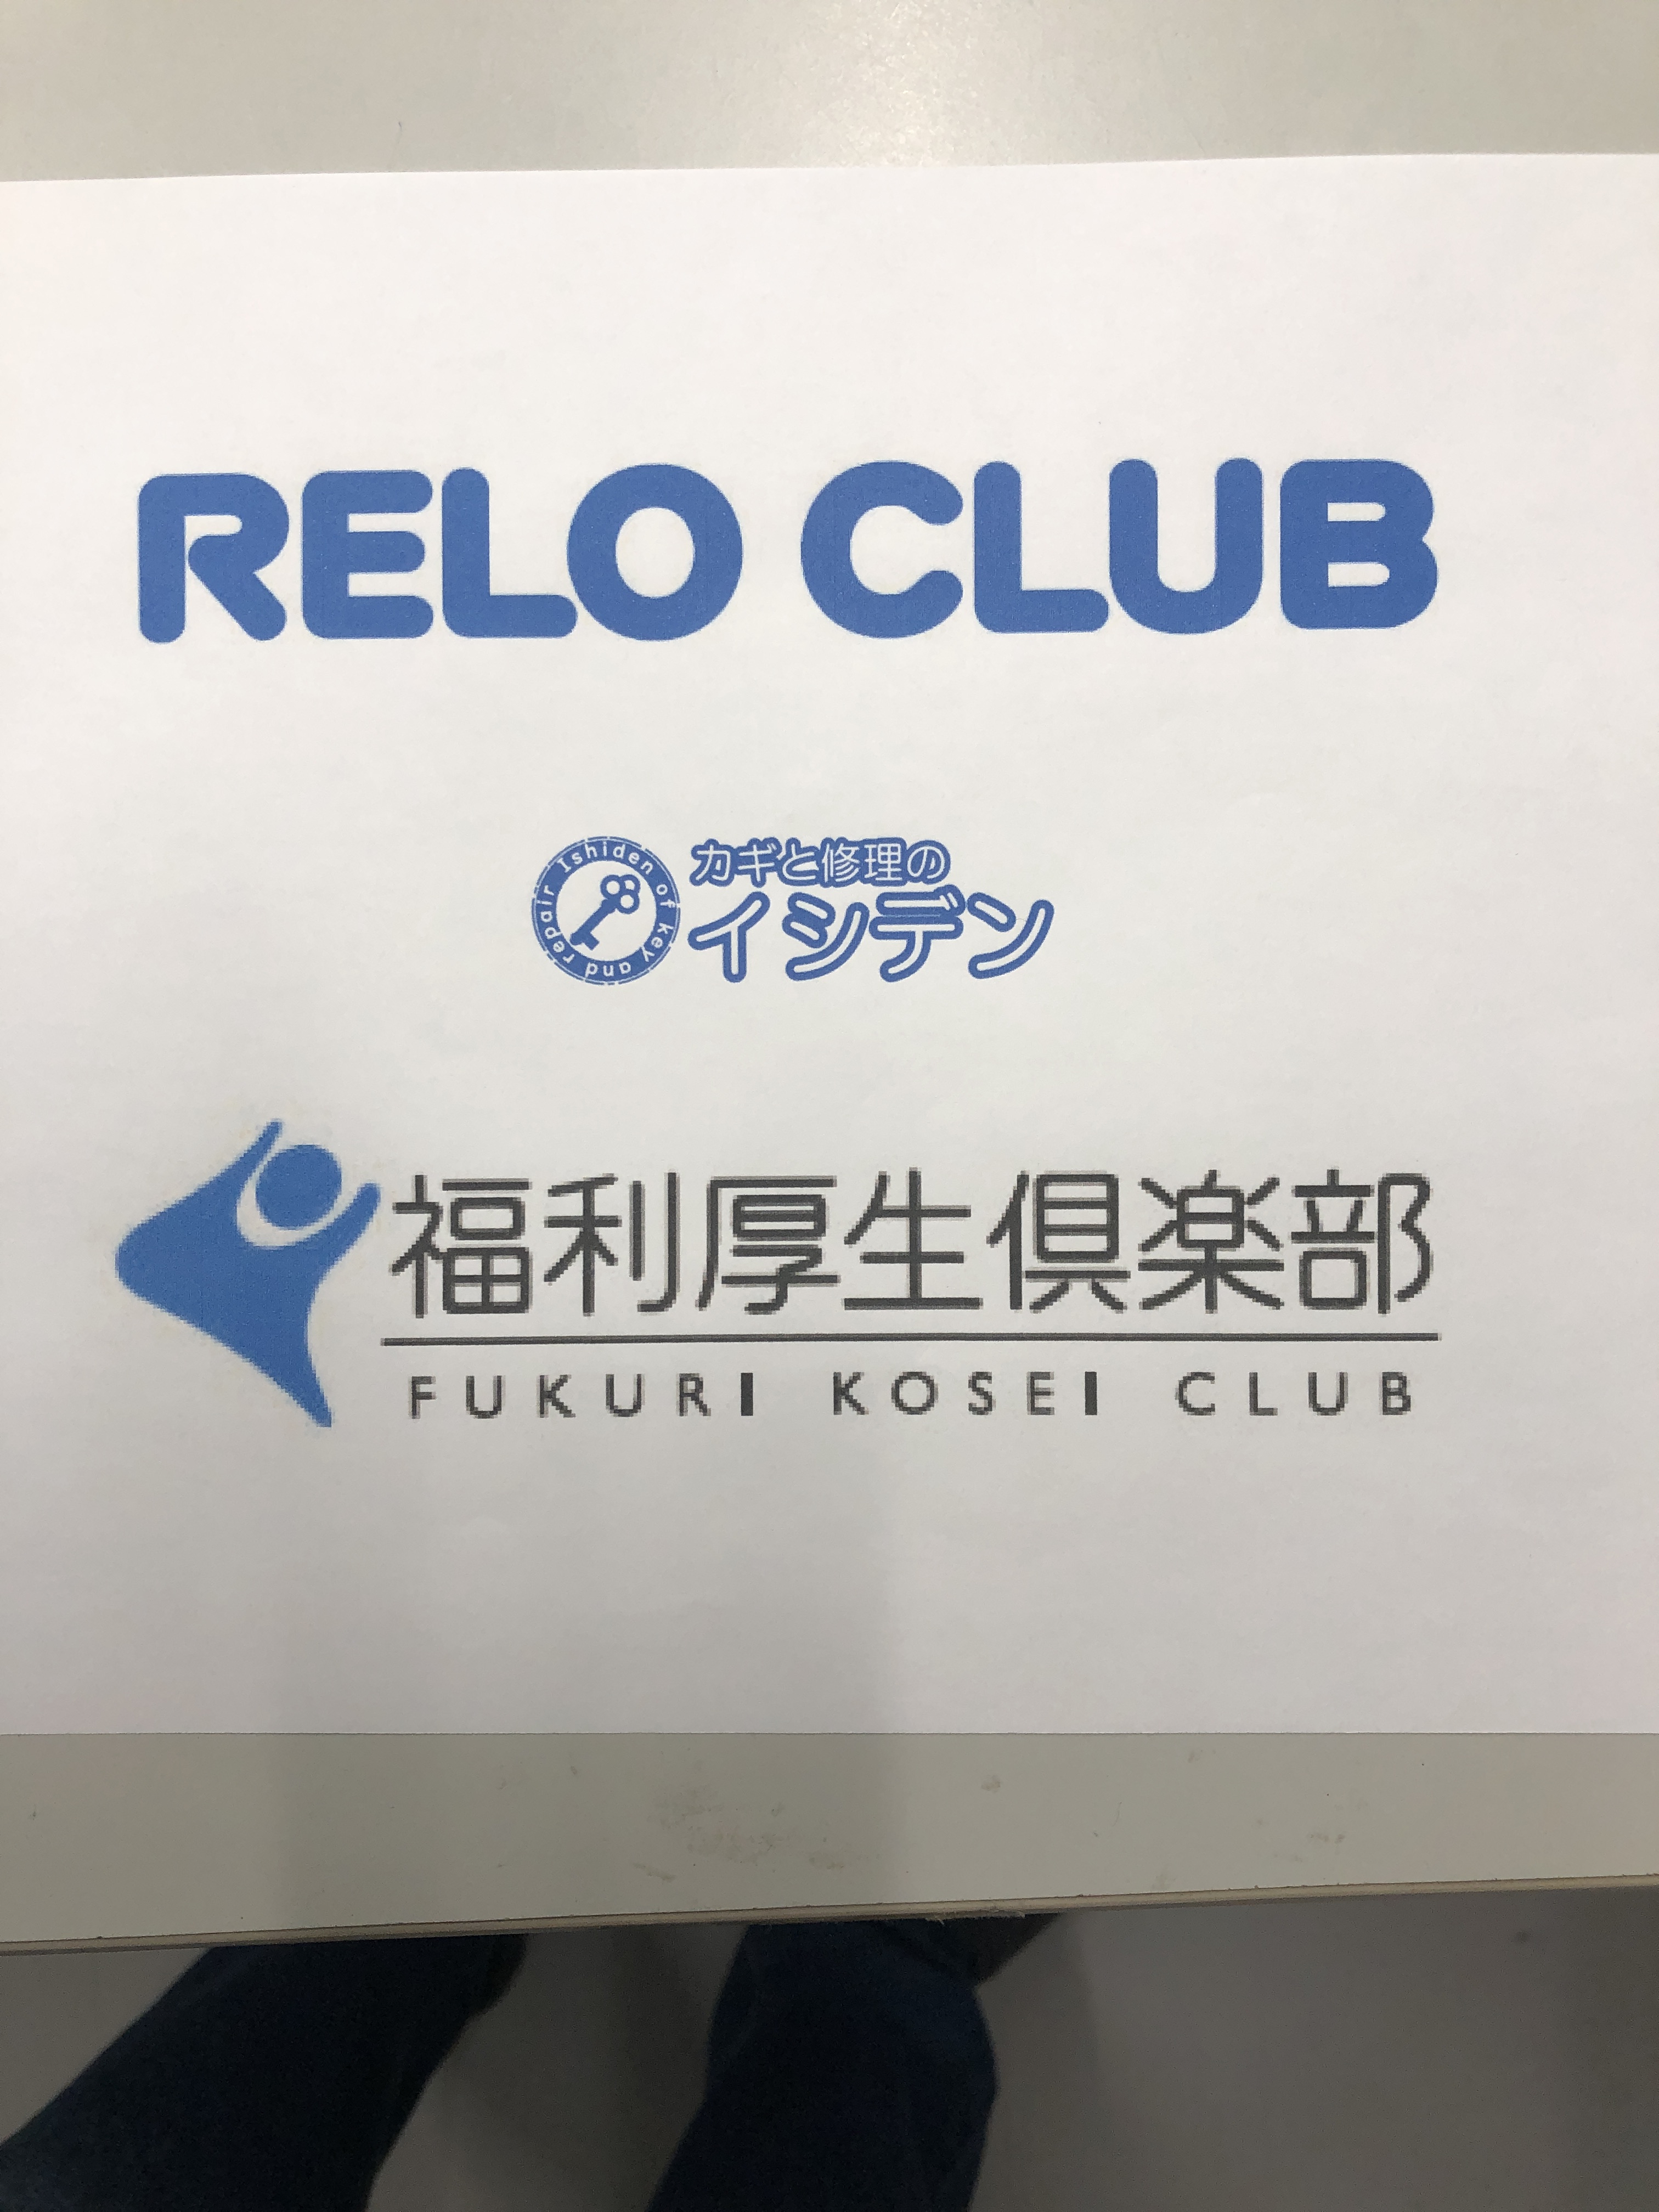 RELO CLUB
Ishiden of key and repair
カギと修理の
イシデン
福利厚生倶楽部
FUKURI KOSEI CLUB